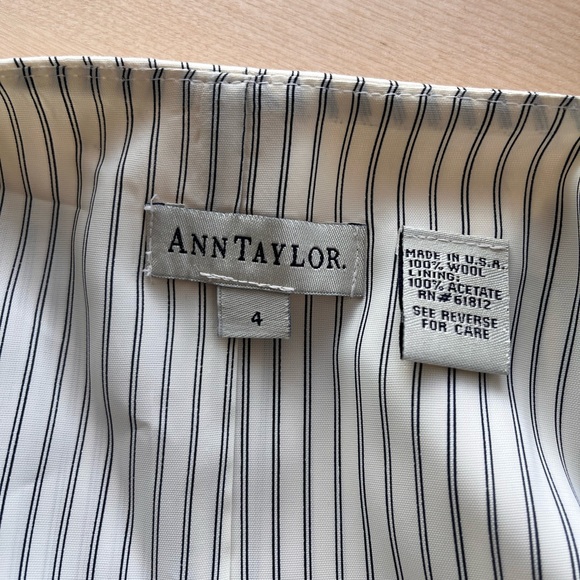 ANNTAYLOR.
4
MADE IN U.S.A.
100% WOOL
LINING:
100% ACETATE
RN# 61812
SEE REVERSE
FOR CARE